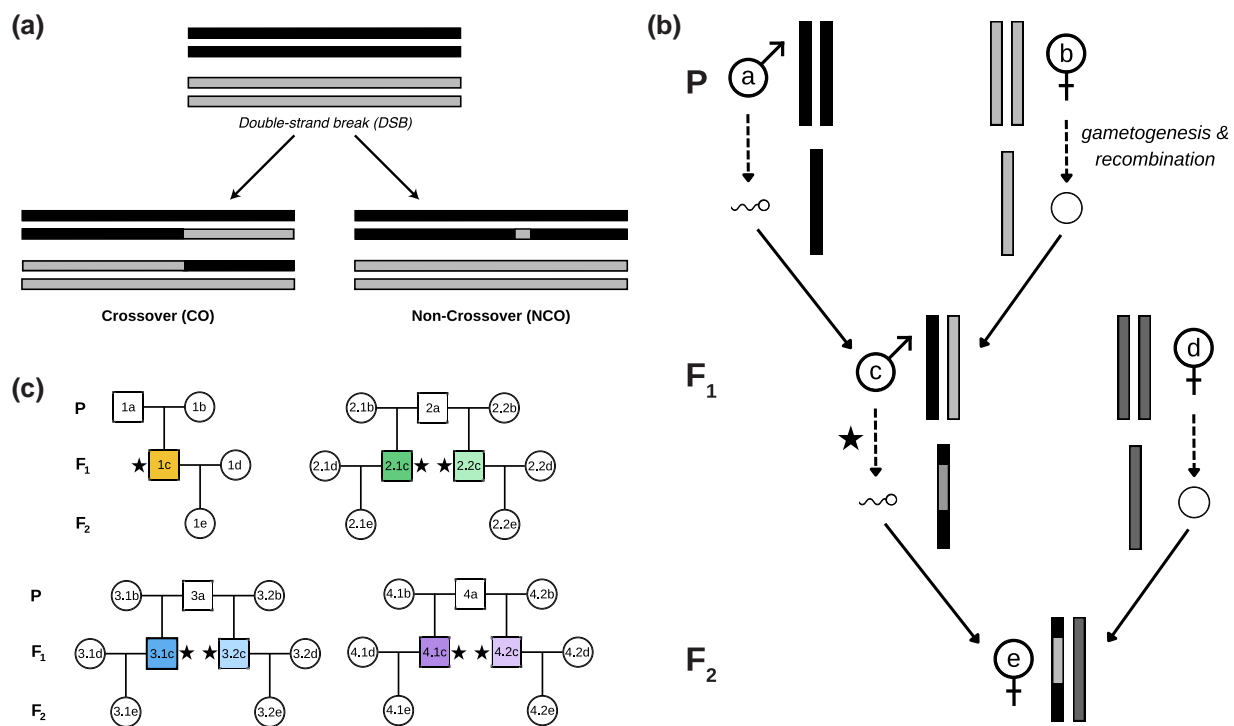 (a)
Double-strand break (DSB)
Crossover (CO)
Non-Crossover (NCO)
(b)
P
a
b
gametogenesis &
recombination
F1
c
d
F2
e
(c)
P
1a
1b
2.1b
2a
2.2b
F1
1c
1d
2.1d
2.1c
2.2c
2.2d
F2
1e
2.1e
2.2e
P
3.1b
3a
3.2b
4.1b
4a
4.2b
F1
3.1d
3.1c
3.2c
3.2d
4.1d
4.1c
4.2c
4.2d
F2
3.1e
3.2e
4.1e
4.2e